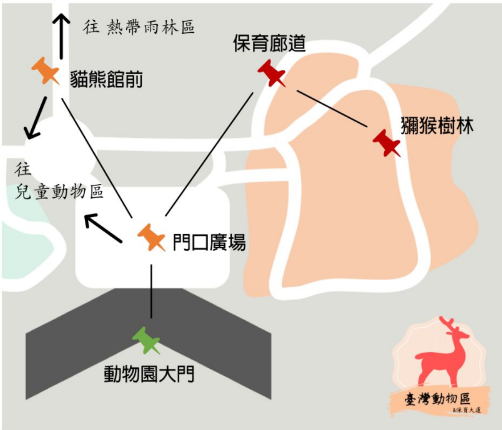 往 熱帶雨林區
保育廊道
貓熊館前
獼猴樹林
往
兒童動物區
門口廣場
動物園大門
臺灣動物區
&保育大道